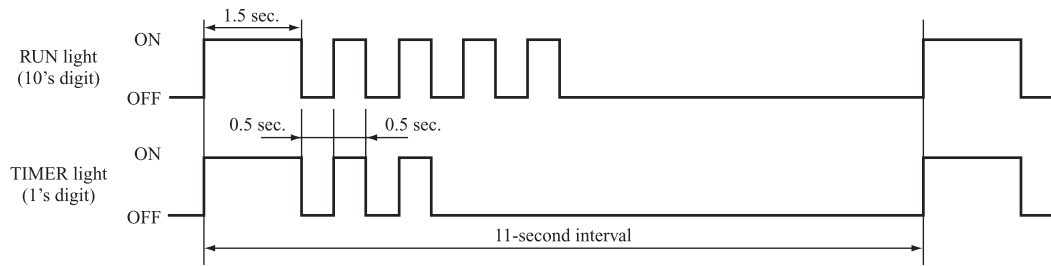 1.5 sec.
ON
RUN light
(10's digit)
OFF
0.5 sec.
0.5 sec.
ON
TIMER light
(1's digit)
OFF
11-second interval